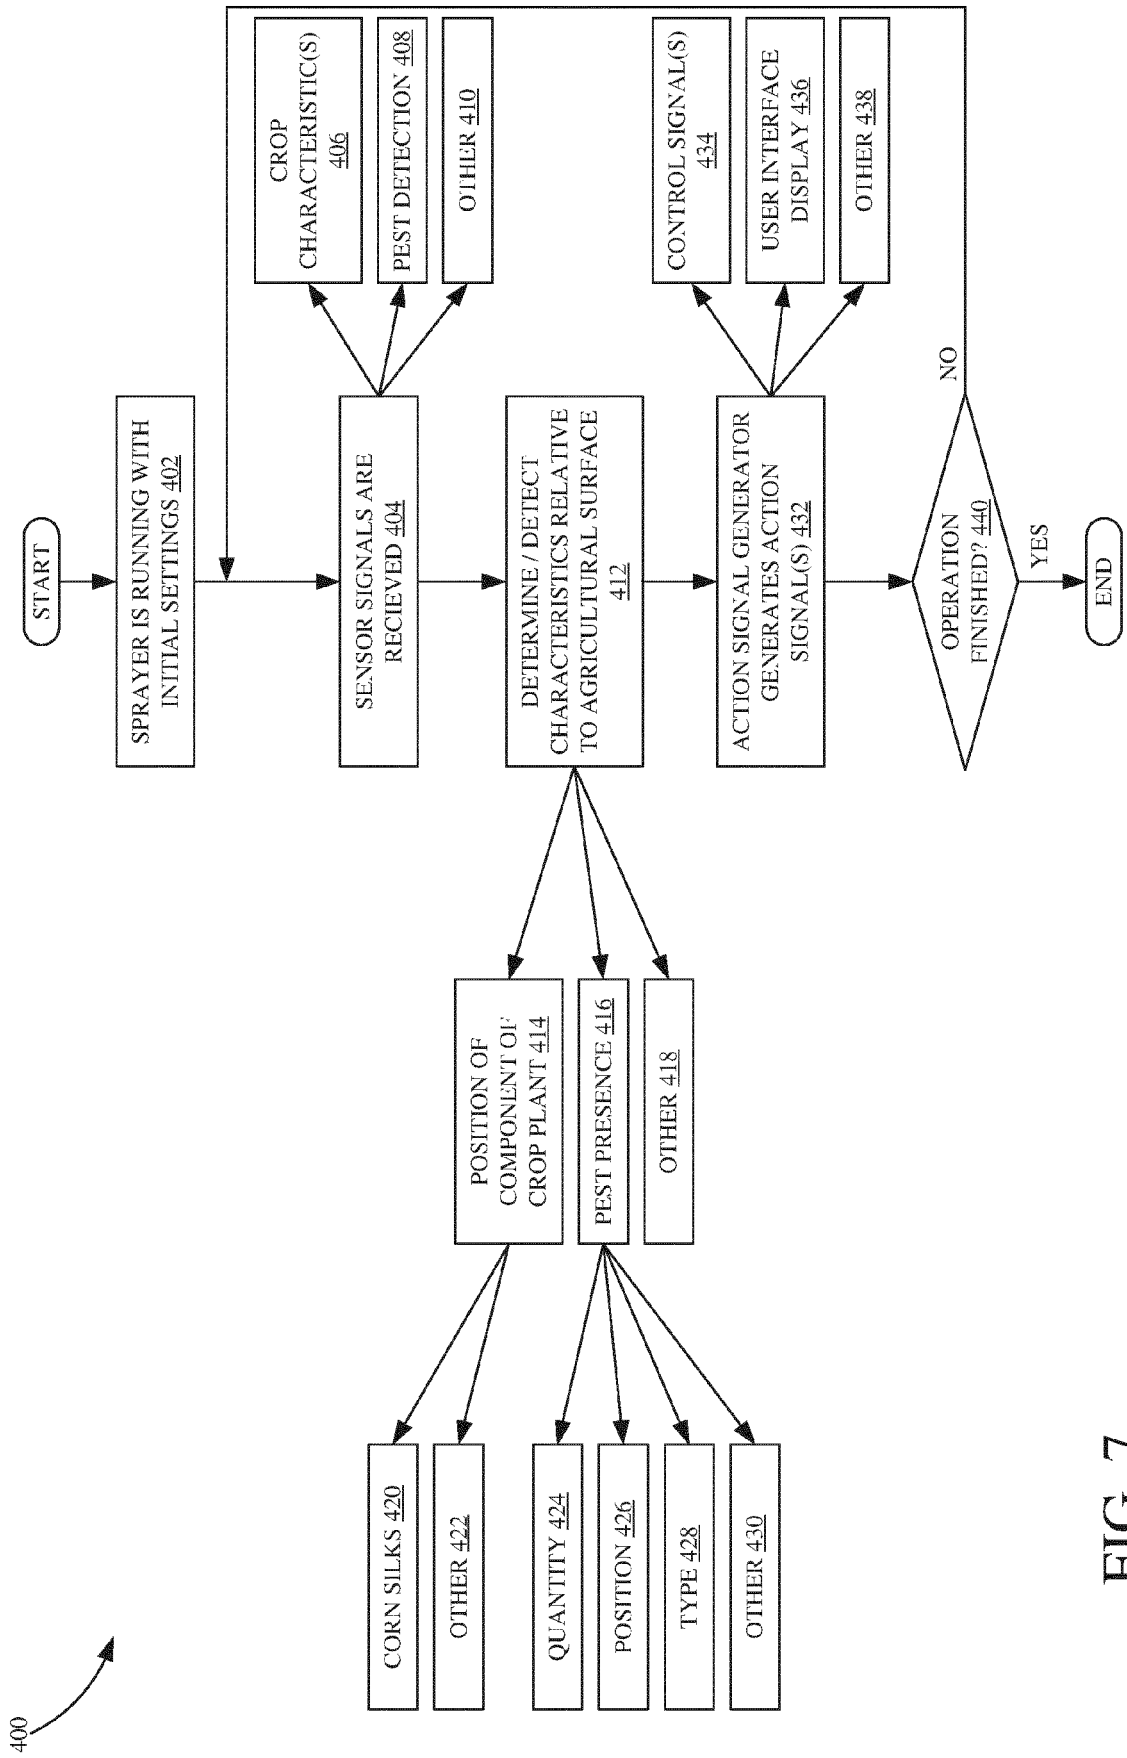 400
START
SPRAYER IS RUNNING WITH
INITIAL SETTINGS 402
SENSOR SIGNALS ARE
RECIEVED 404
CROP
CHARACTERISTIC(S)
406
PEST DETECTION 408
OTHER 410
DETERMINE / DETECT
CHARACTERISTICS RELATIVE
TO AGRICULTURAL SURFACE
412
POSITION OF
COMPONENT OF
CROP PLANT 414
PEST PRESENCE 416
OTHER 418
CORN SILKS 420
OTHER 422
QUANTITY 424
POSITION 426
TYPE 428
OTHER 430
ACTION SIGNAL GENERATOR
GENERATES ACTION
SIGNAL(S) 432
CONTROL SIGNAL(S)
434
USER INTERFACE
DISPLAY 436
OTHER 438
OPERATION
FINISHED? 440
NO
YES
END
FIG. 7